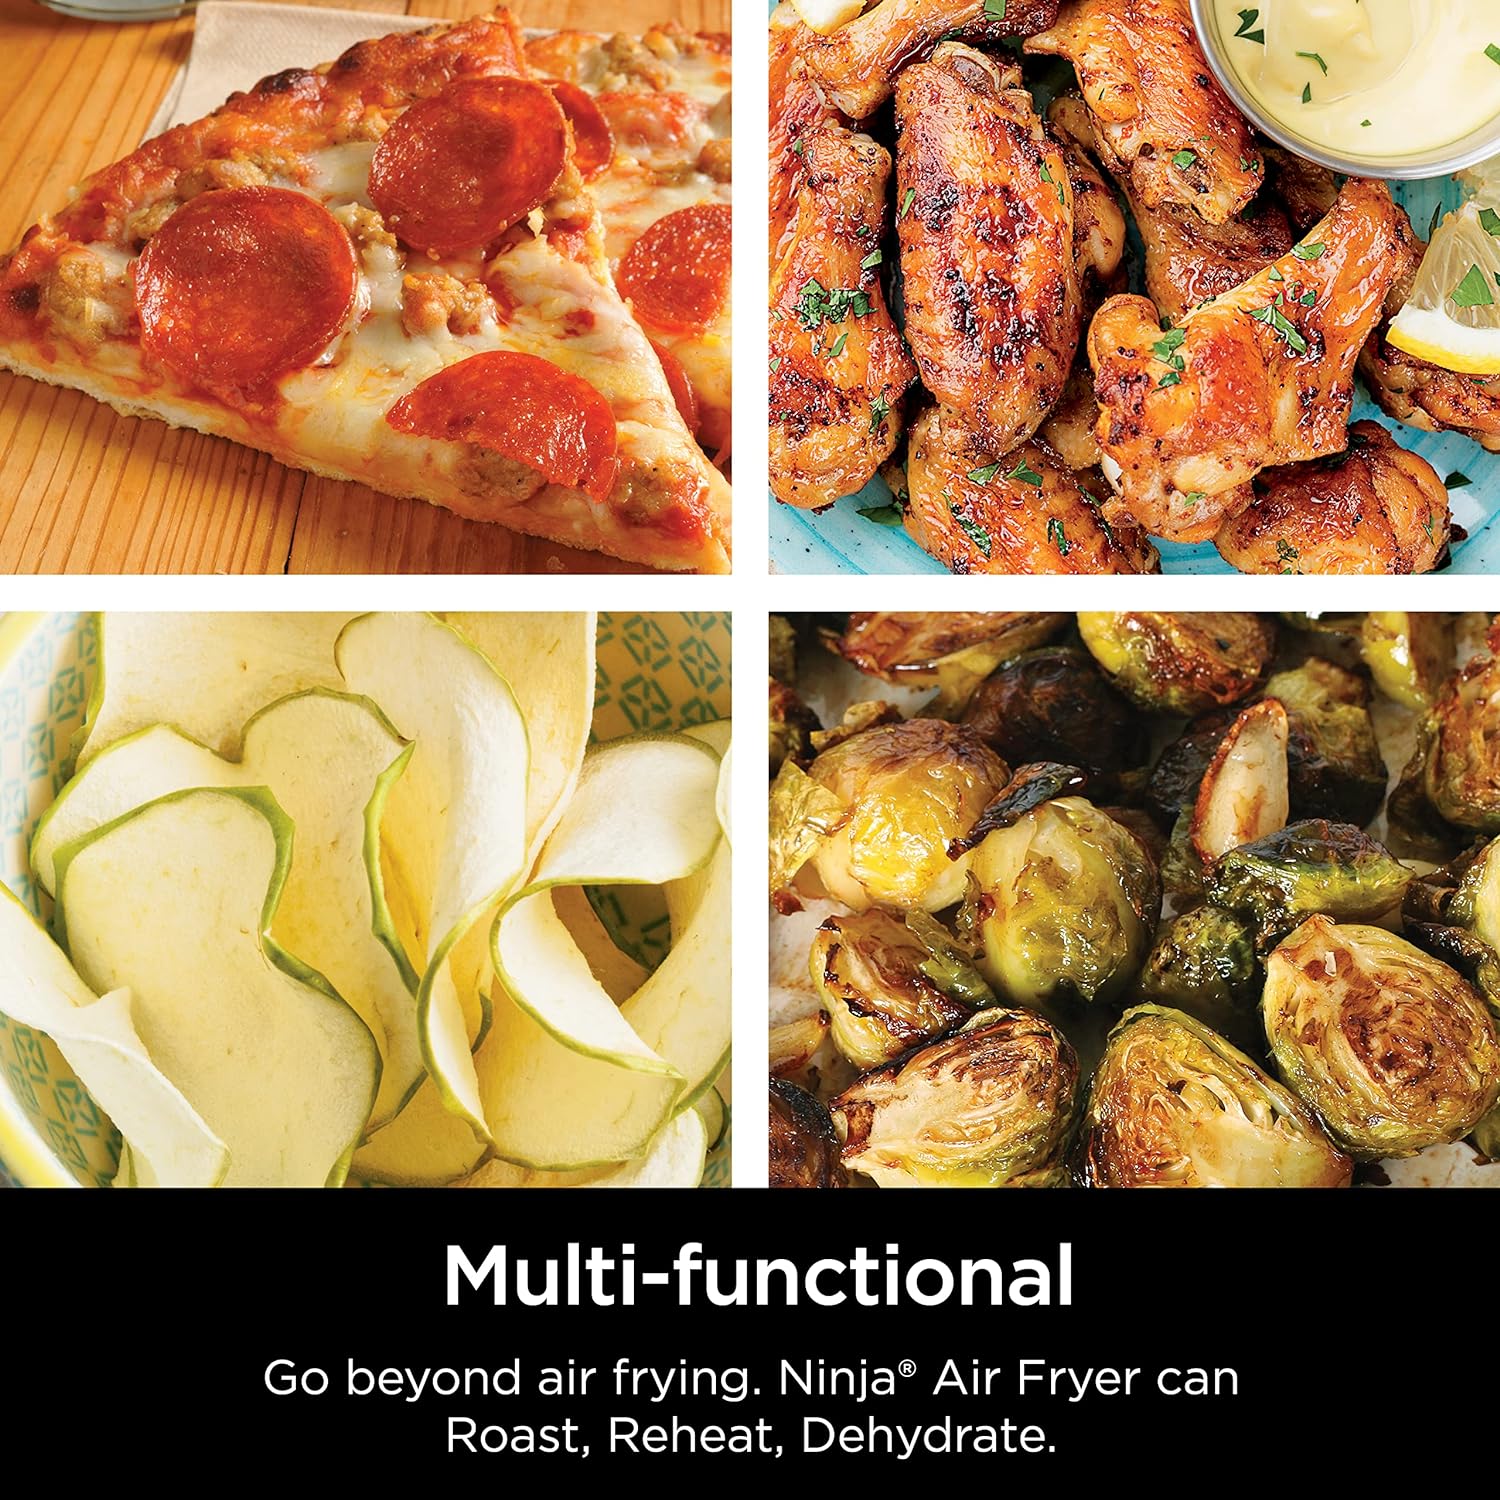 Multi-functional
Go beyond air frying. Ninja® Air Fryer can
Roast, Reheat, Dehydrate.